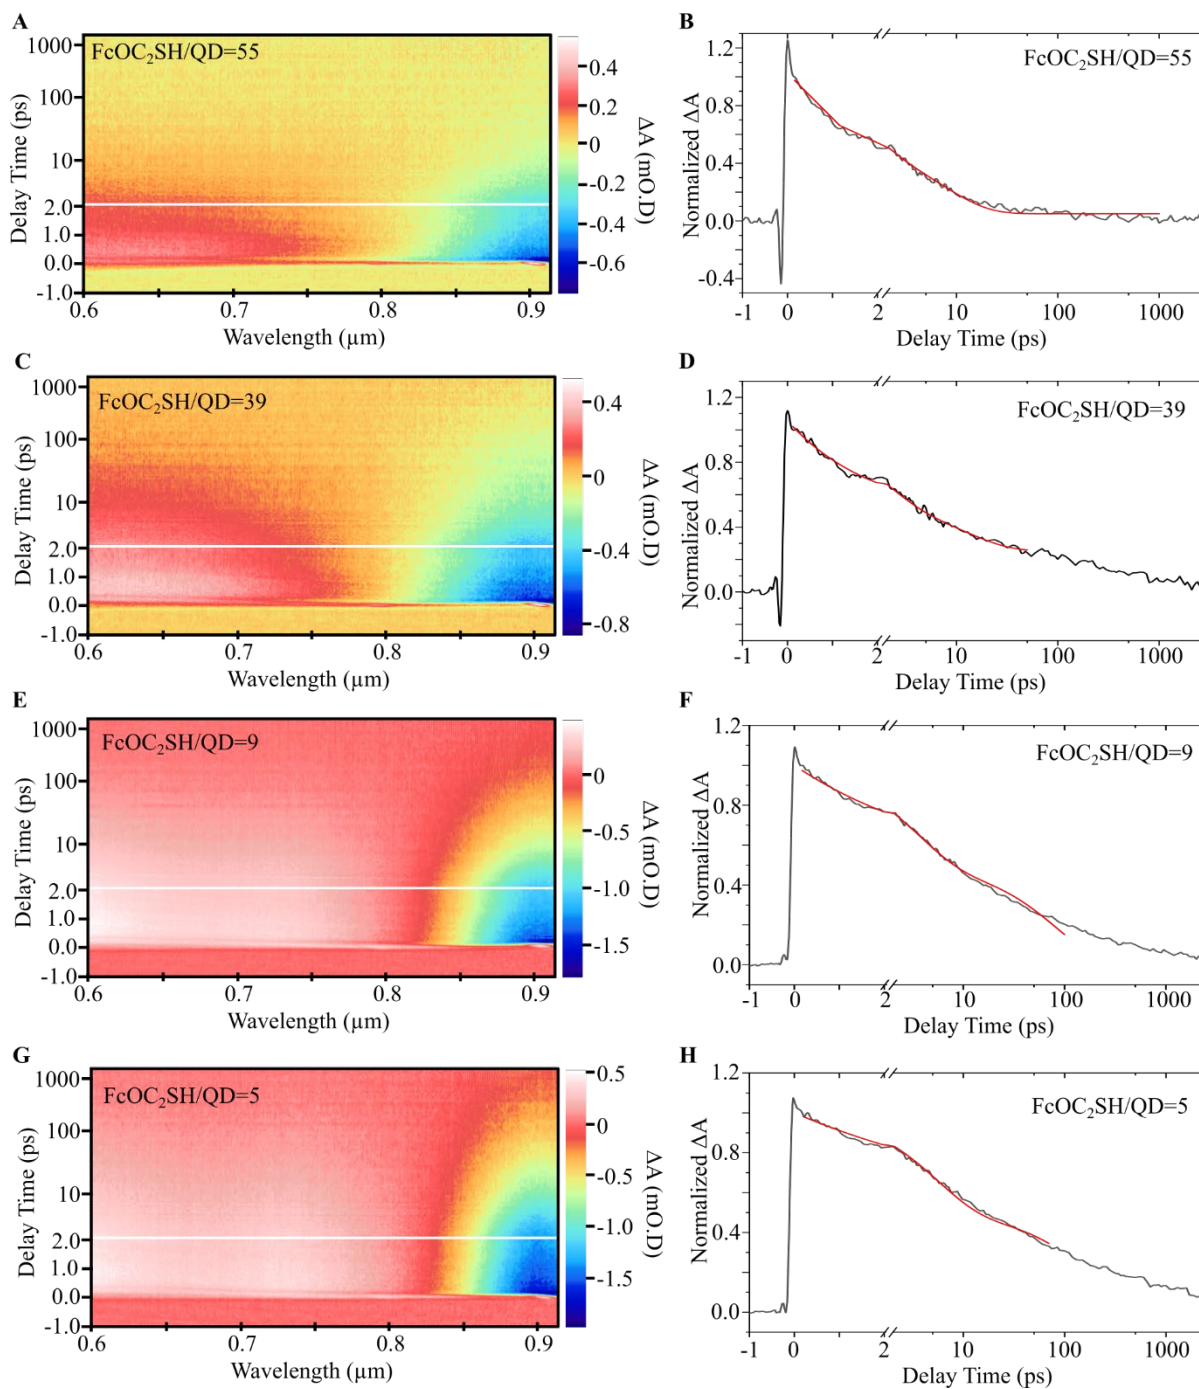 A
FcOC₂SH/QD=55
1000
100
10
2.0
1.0
0.0
-1.0
Delay Time (ps)
0.6 0.7 0.8 0.9
Wavelength (µm)
0.4
0.2
0
-0.2
-0.4
-0.6
ΔA (mO.D)
B
FcOC₂SH/QD=55
1.2
0.8
0.4
0.0
-0.4
Normalized ΔA
-1 0 2 10 100 1000
Delay Time (ps)
C
FcOC₂SH/QD=39
1000
100
10
2.0
1.0
0.0
-1.0
Delay Time (ps)
0.6 0.7 0.8 0.9
Wavelength (µm)
0.4
0
-0.4
-0.8
ΔA (mO.D)
D
FcOC₂SH/QD=39
1.2
0.8
0.4
0.0
Normalized ΔA
-1 0 2 10 100 1000
Delay Time (ps)
E
FcOC₂SH/QD=9
1000
100
10
2.0
1.0
0.0
-1.0
Delay Time (ps)
0.6 0.7 0.8 0.9
Wavelength (µm)
0
-0.5
-1.0
-1.5
ΔA (mO.D)
F
FcOC₂SH/QD=9
1.2
0.8
0.4
0.0
Normalized ΔA
-1 0 2 10 100 1000
Delay Time (ps)
G
FcOC₂SH/QD=5
1000
100
10
2.0
1.0
0.0
-1.0
Delay Time (ps)
0.6 0.7 0.8 0.9
Wavelength (µm)
0.5
0
-0.5
-1.0
-1.5
ΔA (mO.D)
H
FcOC₂SH/QD=5
1.2
0.8
0.4
0.0
Normalized ΔA
-1 0 2 10 100 1000
Delay Time (ps)